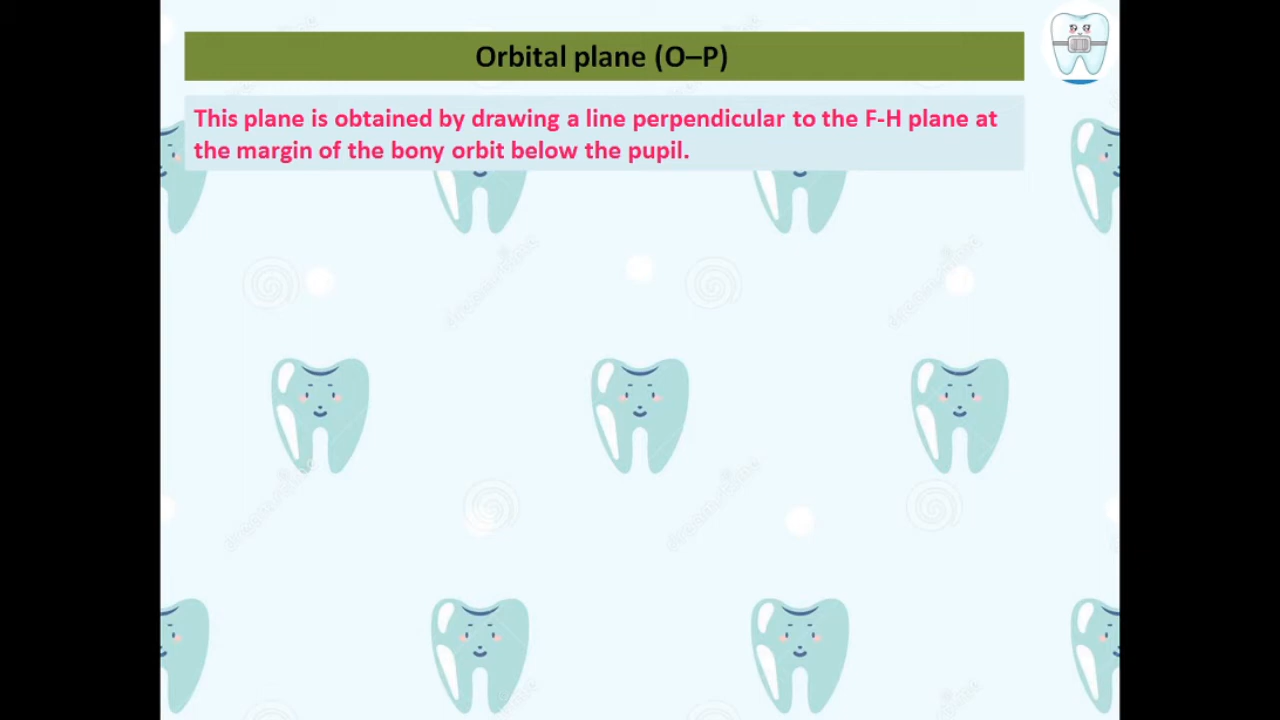 Orbital plane (O–P)
This plane is obtained by drawing a line perpendicular to the F-H plane at
the margin of the bony orbit below the pupil.